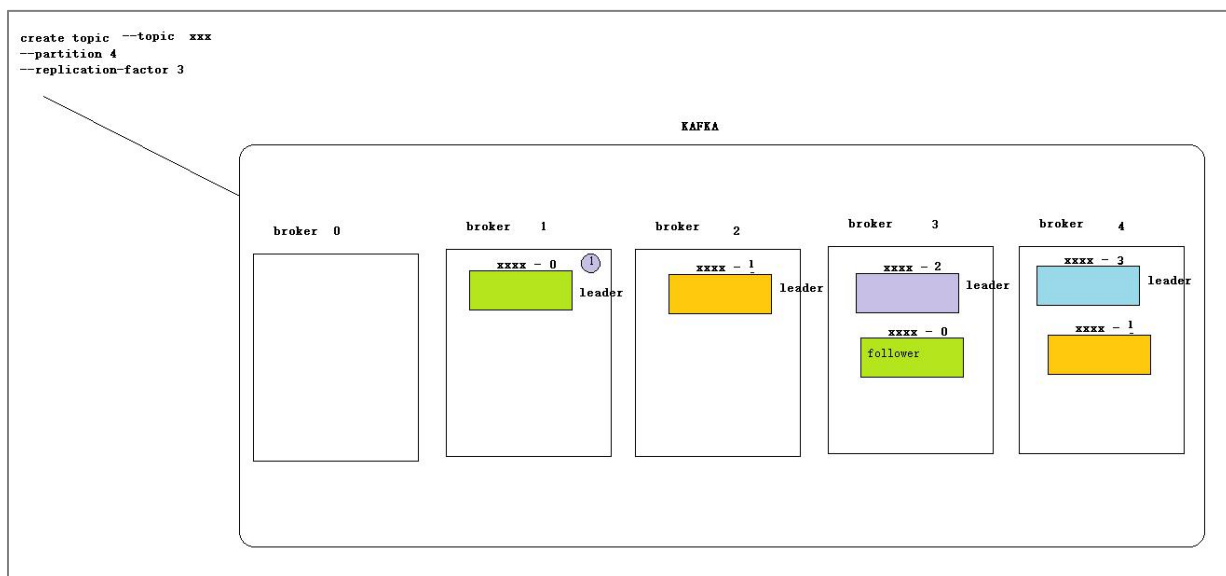 create topic --topic xxx
--partition 4
--replication-factor 3
KAFKA
broker 0
broker 1
broker 2
broker 3
broker 4
xxxx - 0
1
leader
xxxx - 1
leader
xxxx - 2
leader
xxxx - 0
follower
xxxx - 3
leader
xxxx - 1